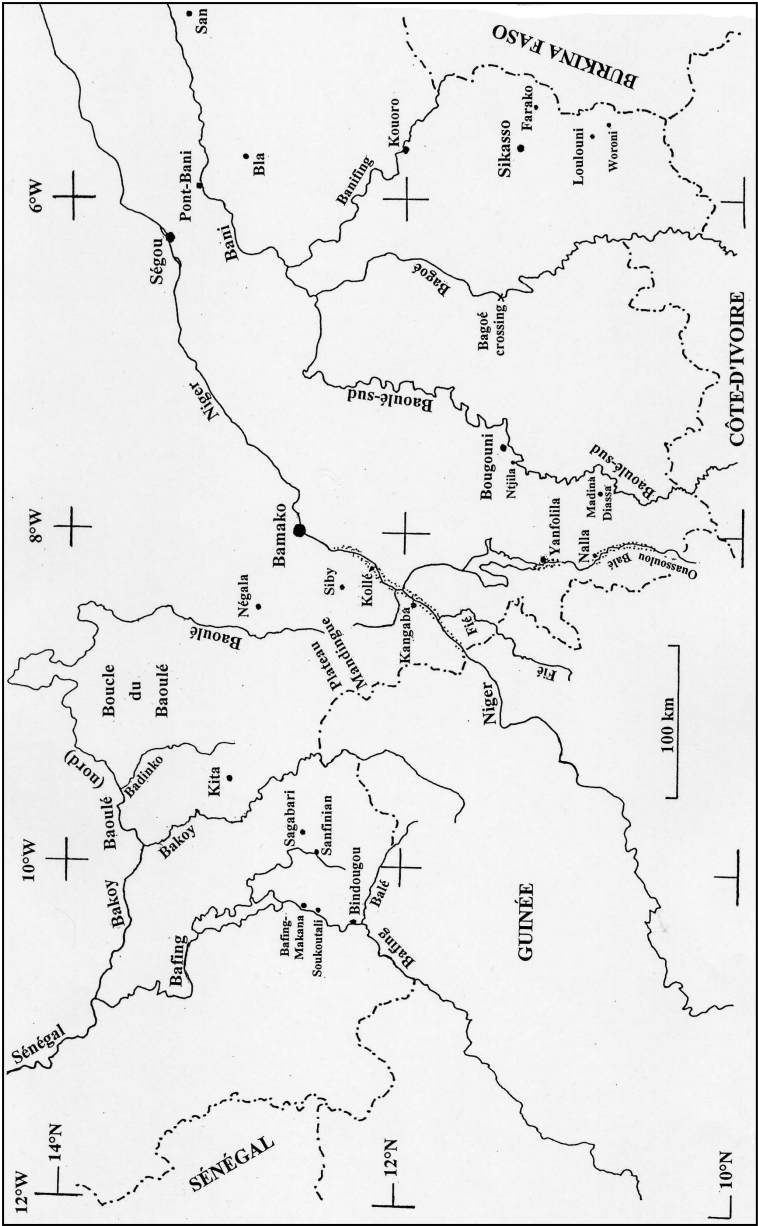 San
BURKINA FASO
Kouoro
Farako
Sikasso
Loulouni
Woroni
Bla
Banifing
Pont-Bani
6°W
Bani
Ségou
Bagoé
Bagoé
crossing
CÔTE-D'IVOIRE
Niger
Baoulé-sud
Bougouni
Ntjila
Baoulé-sud
Madina
Diassa
8°W
Bamako
Yanfolila
Nalla
Ouassoulou
Balé
Négala
Siby
Kollé
Kangaba
Baoulé
Plateau
Mandingue
Fié
Fié
Niger
Boucle
du
Baoulé
100 km
(nord)
Badinko
Kita
Baoulé
Bakoy
Sagabari
Sanfinian
10°W
Bakoy
Bindougou
Balé
GUINÉE
Bafing-
Makana
Soukoutali
Bafing
Bafing
Sénégal
SÉNÉGAL
14°N
12°W
12°N
10°N